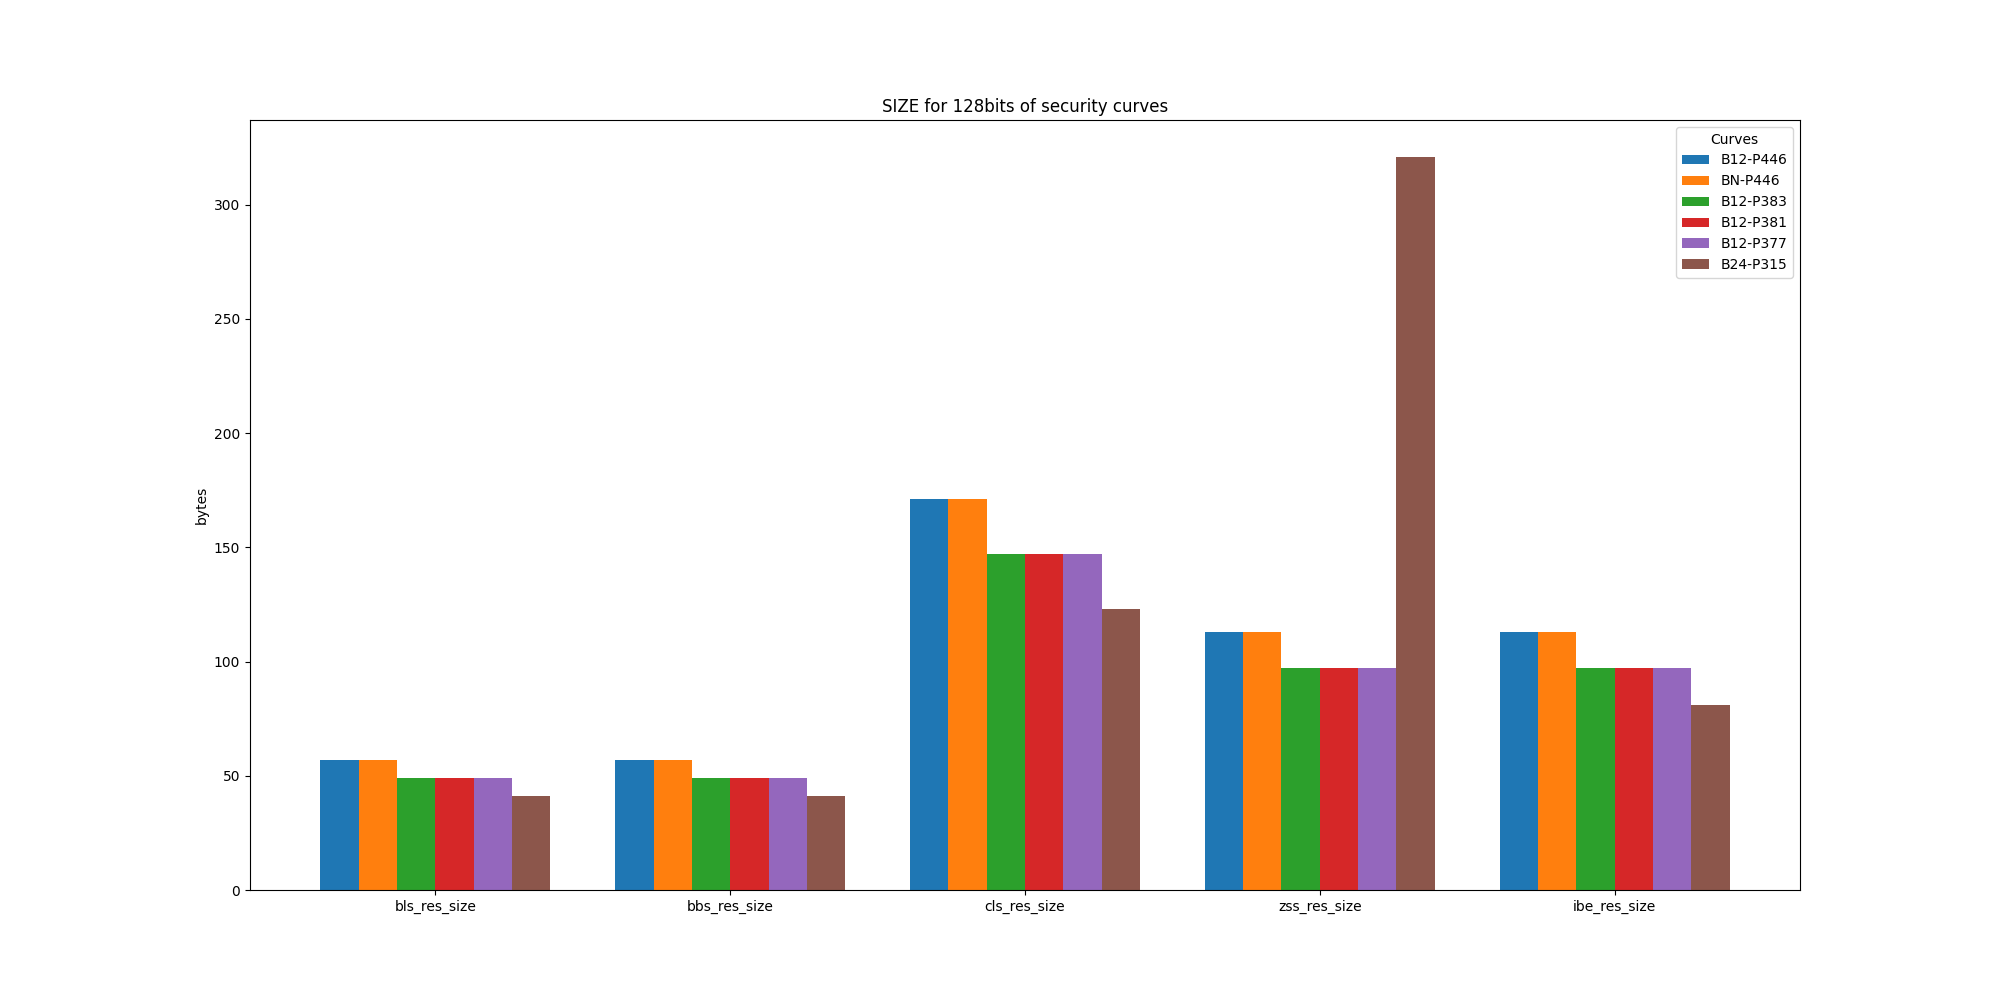 SIZE for 128bits of security curves
Curves
B12-P446
BN-P446
B12-P383
B12-P381
B12-P377
B24-P315
bytes
300
250
200
150
100
50
0
bls_res_size
bbs_res_size
cls_res_size
zss_res_size
ibe_res_size